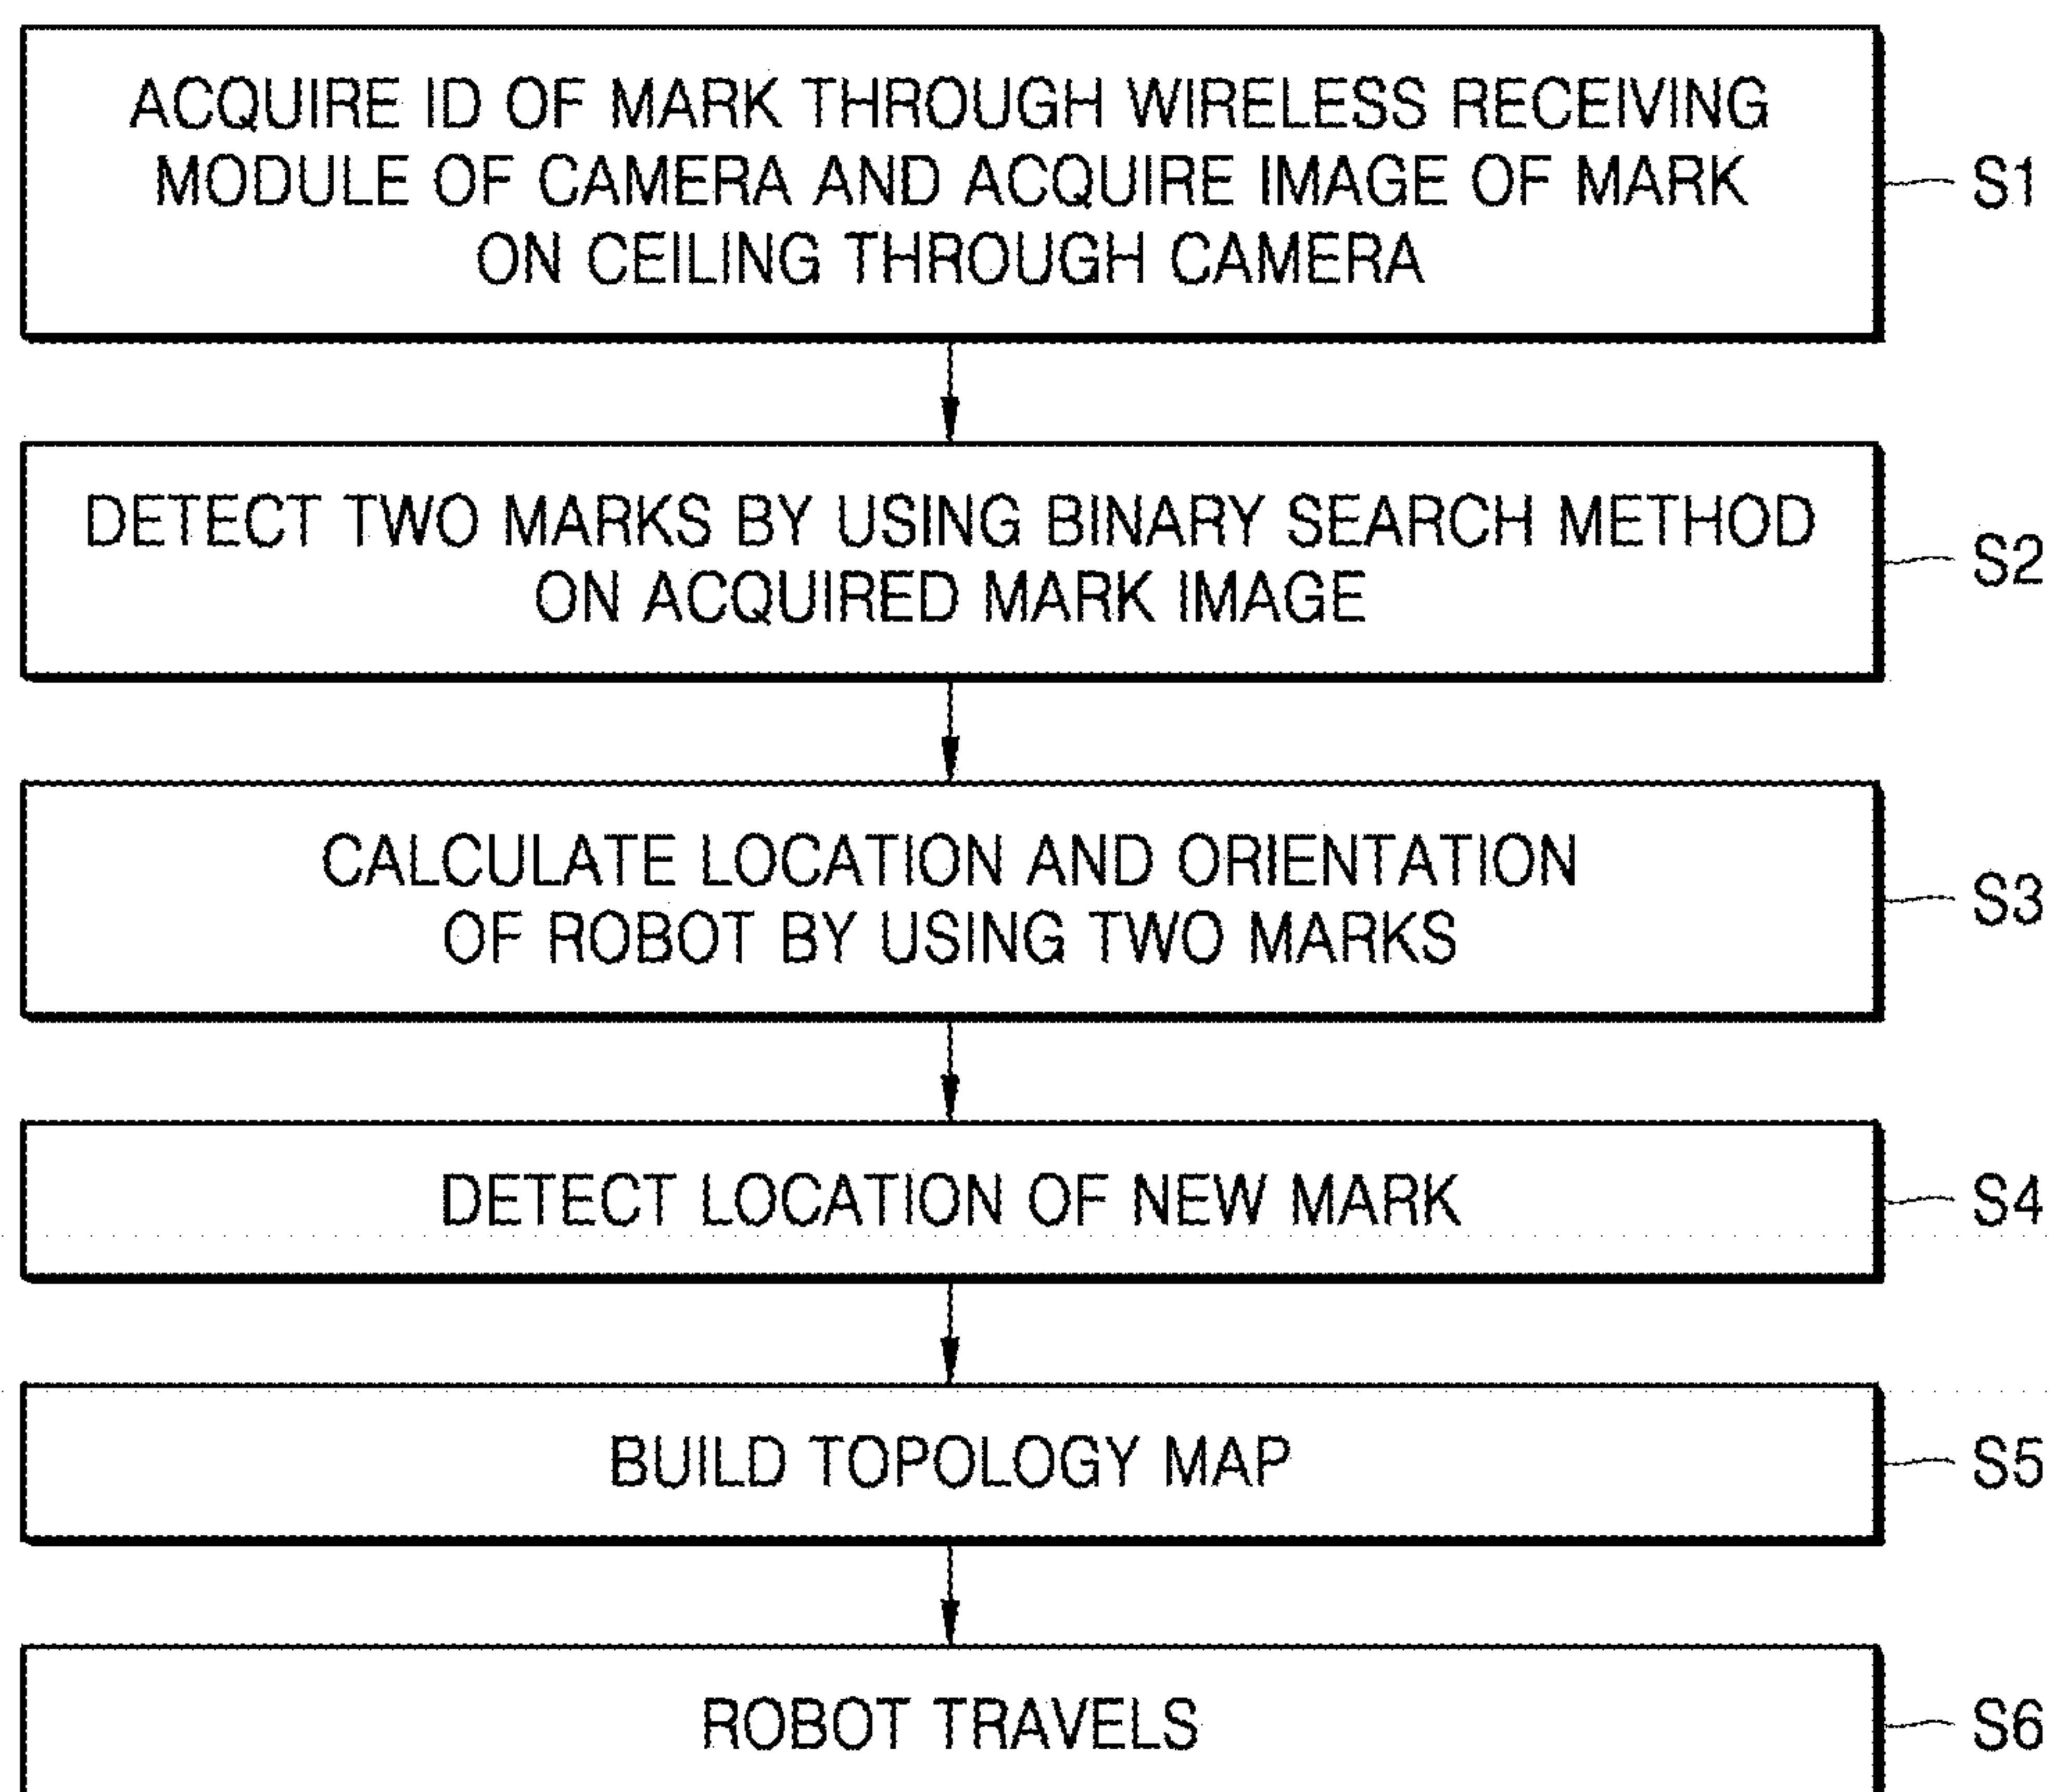 ACQUIRE ID OF MARK THROUGH WIRELESS RECEIVING
MODULE OF CAMERA AND ACQUIRE IMAGE OF MARK
ON CEILING THROUGH CAMERA
S1
DETECT TWO MARKS BY USING BINARY SEARCH METHOD
ON ACQUIRED MARK IMAGE
S2
CALCULATE LOCATION AND ORIENTATION
OF ROBOT BY USING TWO MARKS
S3
DETECT LOCATION OF NEW MARK
S4
BUILD TOPOLOGY MAP
S5
ROBOT TRAVELS
S6